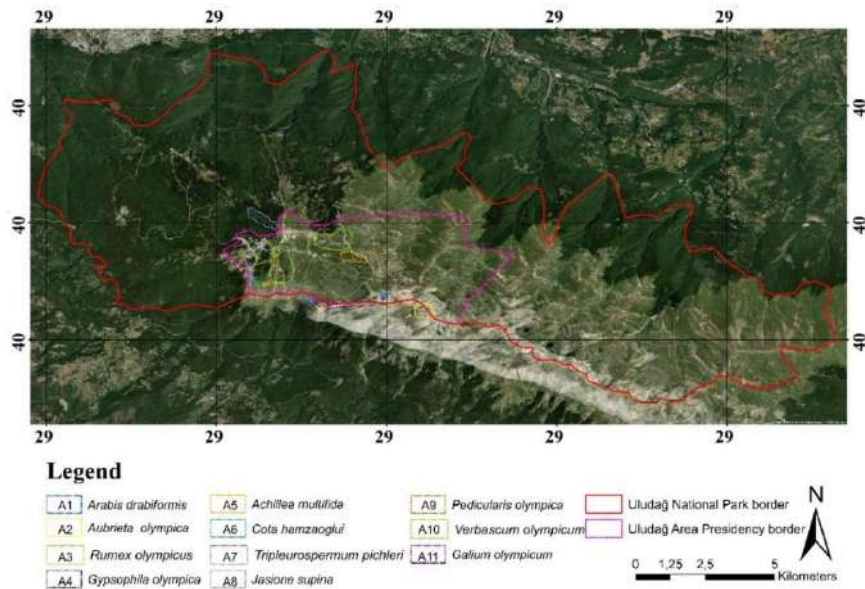 29 29 29 29 29
40 40
40 40
40 40
29 29 29 29 29
Legend
A1 Arabis drabiformis
A2 Aubrieta olympica
A3 Rumex olympicus
A4 Gypsophila olympica
A5 Achillea multifida
A6 Cota hamzaoglui
A7 Tripleurospermum pichleri
A8 Jasione supina
A9 Pedicularis olympica
A10 Verbascum olympicum
A11 Galium olympicum
Uludağ National Park border
Uludağ Area Presidency border
N
0 1,25 2,5 5
Kilometers